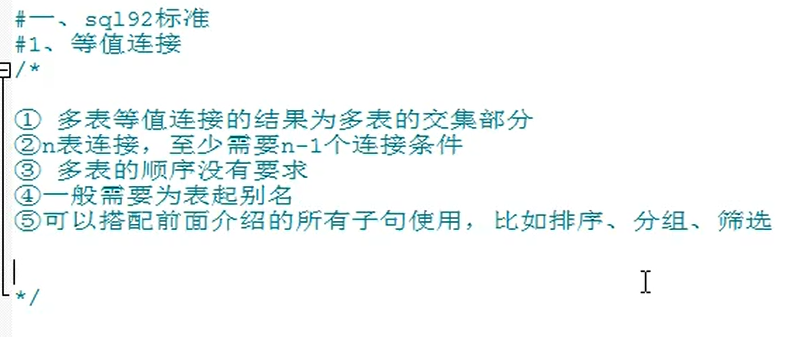 #一、sql92标准
#1、等值连接
/*
① 多表等值连接的结果为多表的交集部分
②n表连接，至少需要n-1个连接条件
③ 多表的顺序没有要求
④一般需要为表起别名
⑤可以搭配前面介绍的所有子句使用，比如排序、分组、筛选
*/